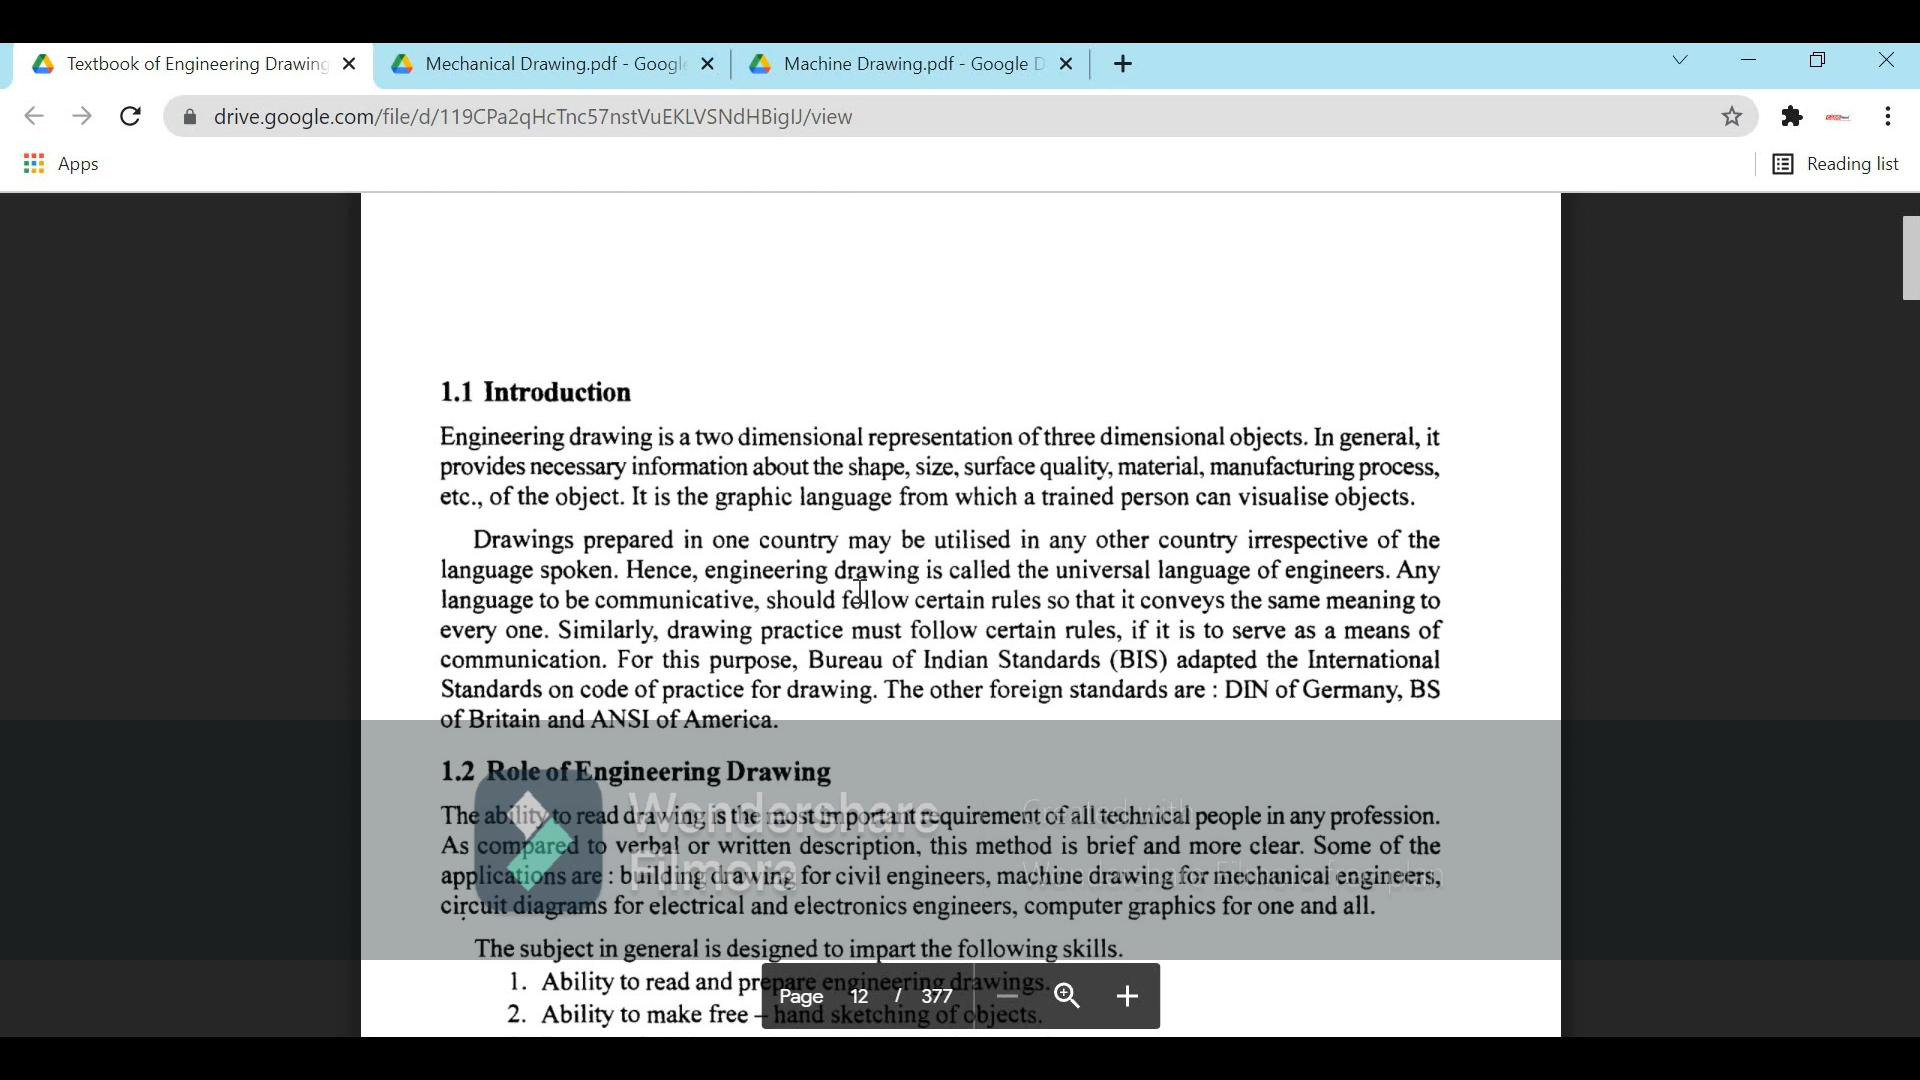 Textbook of Engineering Drawing
Mechanical Drawing.pdf - Google
Machine Drawing.pdf - Google D
drive.google.com/file/d/119CPa2qHcTnc57nstVuEKLVSNdHBigIJ/view
Apps
Reading list
1.1 Introduction
Engineering drawing is a two dimensional representation of three dimensional objects. In general, it
provides necessary information about the shape, size, surface quality, material, manufacturing process,
etc., of the object. It is the graphic language from which a trained person can visualise objects.
Drawings prepared in one country may be utilised in any other country irrespective of the
language spoken. Hence, engineering drawing is called the universal language of engineers. Any
language to be communicative, should follow certain rules so that it conveys the same meaning to
every one. Similarly, drawing practice must follow certain rules, if it is to serve as a means of
communication. For this purpose, Bureau of Indian Standards (BIS) adapted the International
Standards on code of practice for drawing. The other foreign standards are : DIN of Germany, BS
of Britain and ANSI of America.
1.2 Role of Engineering Drawing
The ability to read drawing is the most important requirement of all technical people in any profession.
As compared to verbal or written description, this method is brief and more clear. Some of the
applications are : building drawing for civil engineers, machine drawing for mechanical engineers,
circuit diagrams for electrical and electronics engineers, computer graphics for one and all.
Wondershare
Filmora
Created with
Wondershare Filmora free plan
The subject in general is designed to impart the following skills.
1. Ability to read and prepare engineering drawings.
2. Ability to make free – hand sketching of objects.
Page 12 / 377